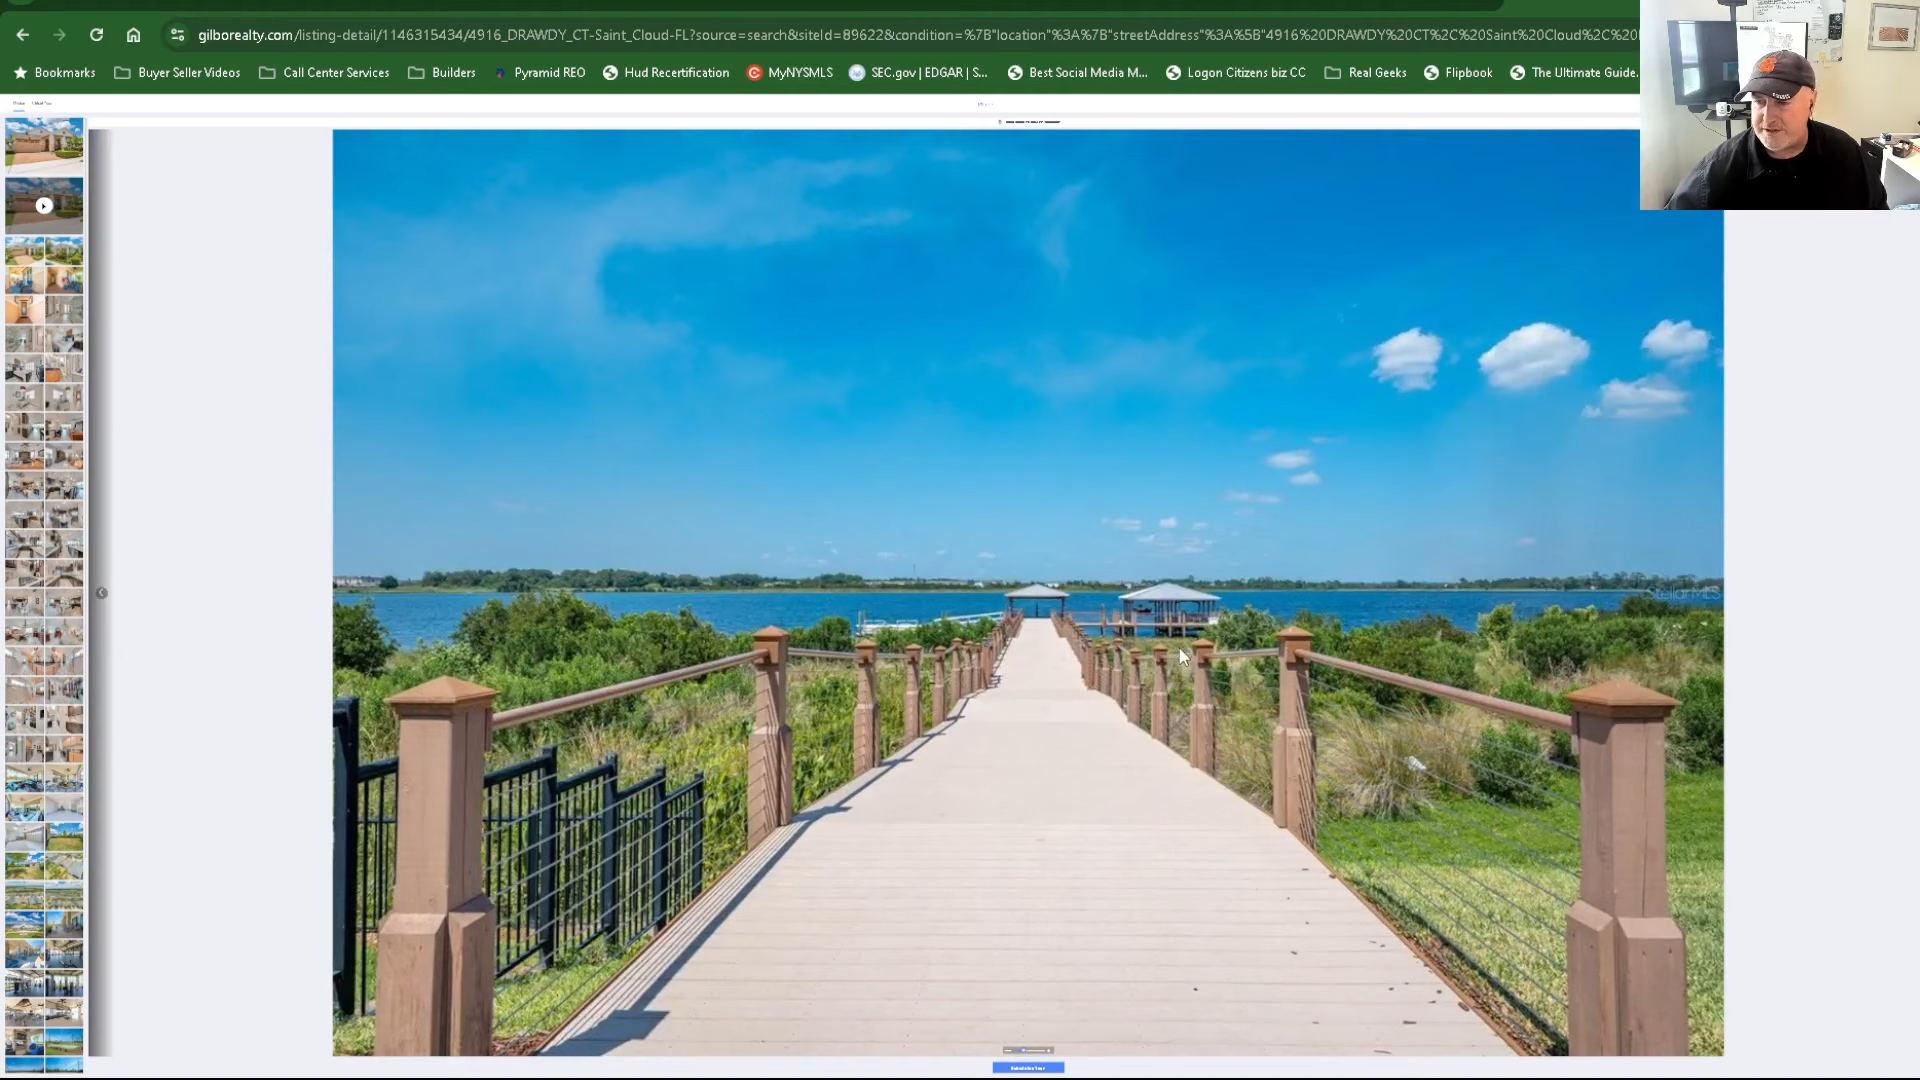 gilborealty.com/listing-detail/1146315434/4916_DRAWDY_CT-Saint_Cloud-FL?source=search&siteId=89622&condition=%7B"location"%3A%7B"streetAddress"%3A%5B"4916%20DRAWDY%20CT%2C%20Saint%20Cloud%2C%20
Bookmarks Buyer Seller Videos Call Center Services Builders Pyramid REO Hud Recertification MyNYSMLS SEC.gov | EDGAR | S... Best Social Media M... Logon Citizens biz CC Real Geeks Flipbook The Ultimate Guide.
StellarMLS
Schedule Tour